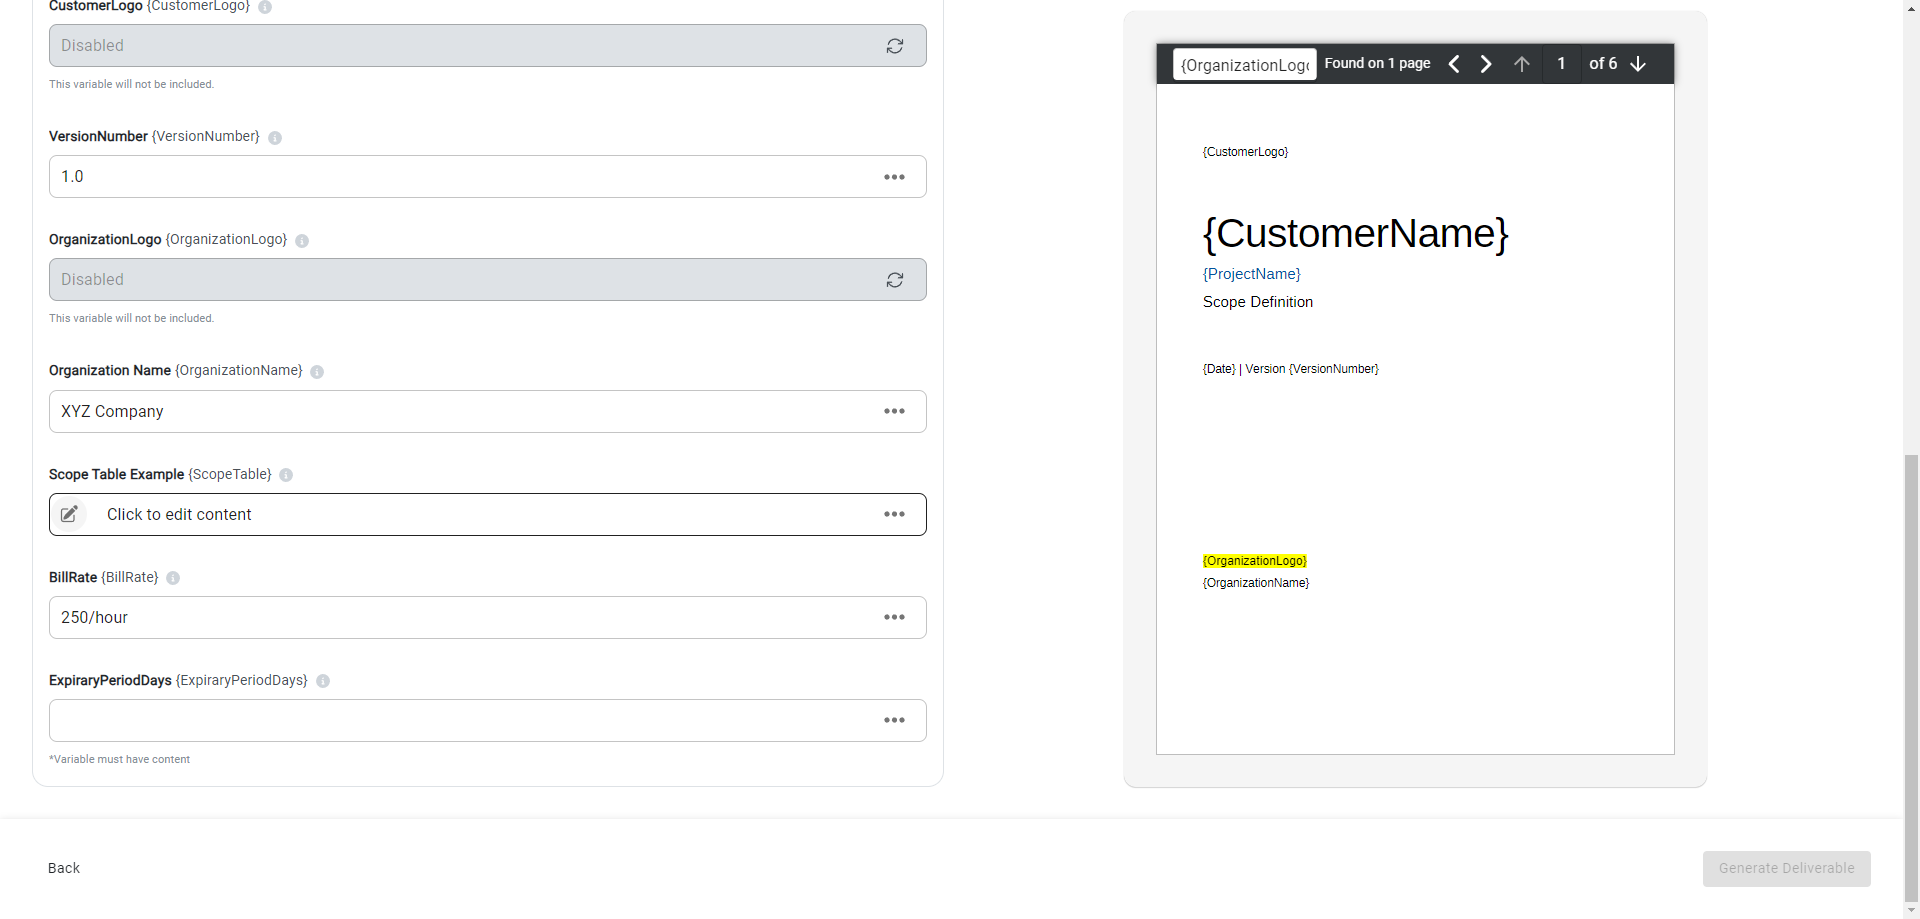 CustomerLogo {CustomerLogo}
Disabled
This variable will not be included.
VersionNumber {VersionNumber}
1.0
OrganizationLogo {OrganizationLogo}
Disabled
This variable will not be included.
Organization Name {OrganizationName}
XYZ Company
Scope Table Example {ScopeTable}
Click to edit content
BillRate {BillRate}
250/hour
ExpiraryPeriodDays {ExpiraryPeriodDays}
*Variable must have content
{OrganizationLogo Found on 1 page 1 of 6
{CustomerLogo}
{CustomerName}
{ProjectName}
Scope Definition
{Date} | Version {VersionNumber}
{OrganizationLogo}
{OrganizationName}
Back
Generate Deliverable